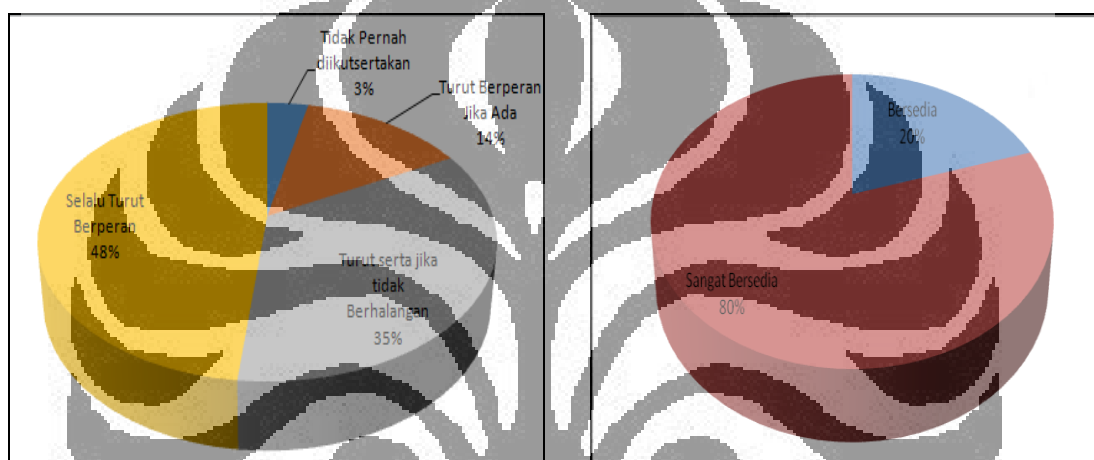 Tidak Pernah
diikutsertakan
3%
Turut Berperan
Jika Ada
14%
Selalu Turut
Berperan
48%
Turut serta jika
tidak
Berhalangan
35%
Bersedia
20%
Sangat Bersedia
80%